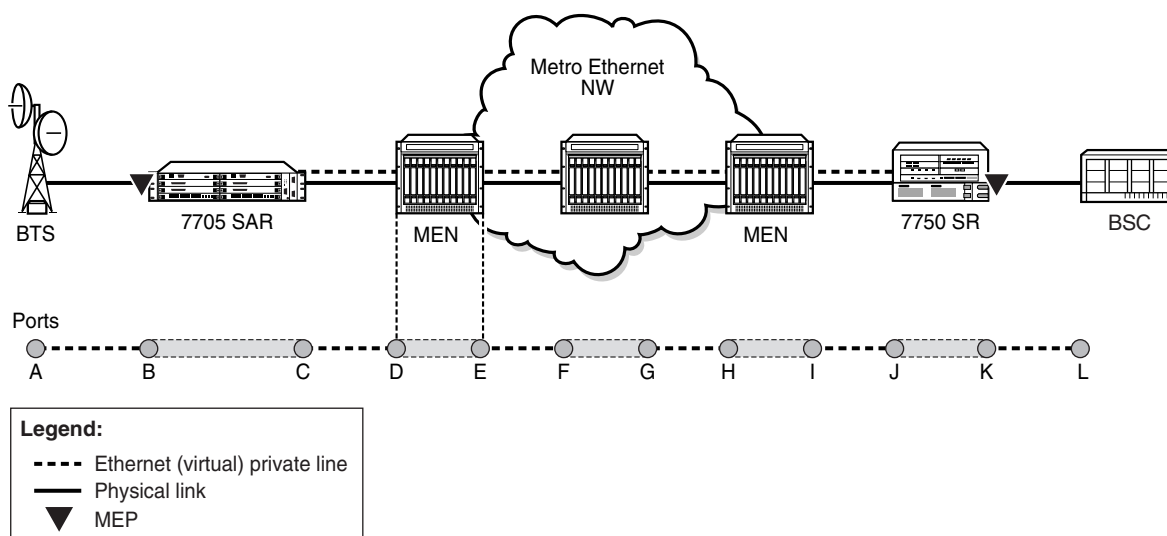 Metro Ethernet
NW
BTS
7705 SAR
MEN
MEN
7750 SR
BSC
Ports
A
B
C
D
E
F
G
H
I
J
K
L
Legend:
Ethernet (virtual) private line
Physical link
MEP